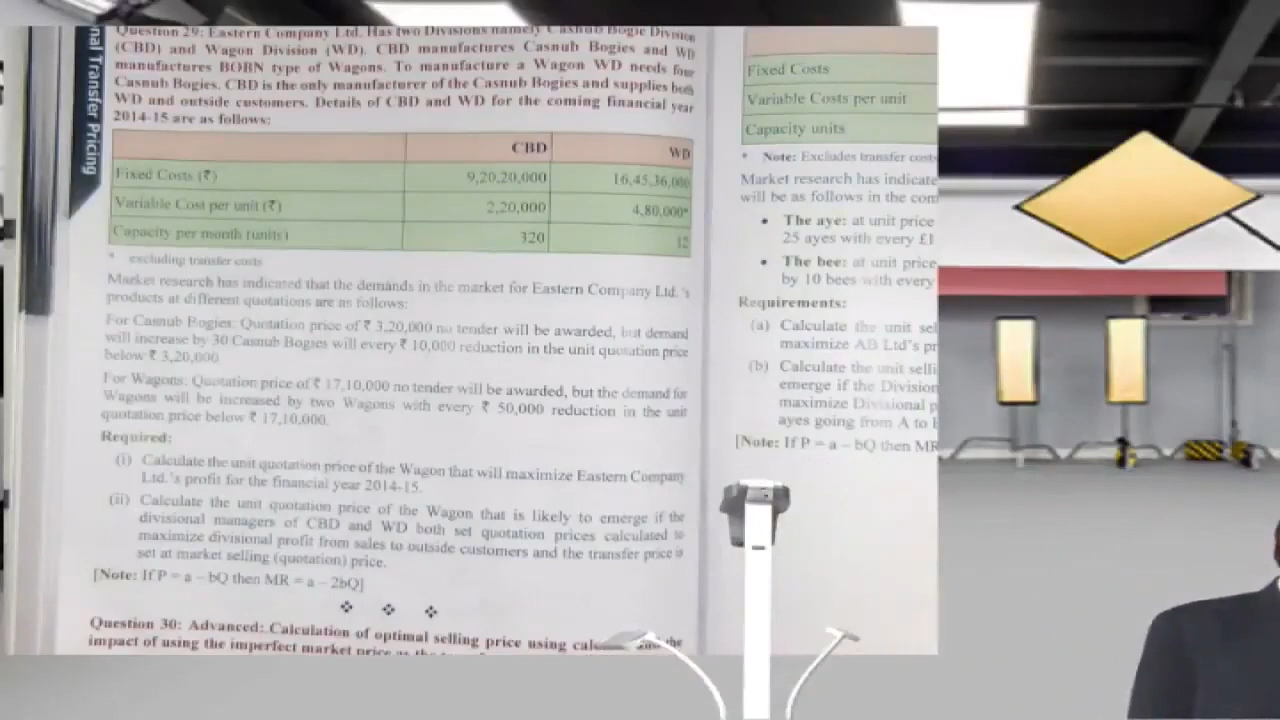 nal Transfer Pricing
Question 29: Eastern Company Ltd. Has two Divisions namely Casnub Bogie Division
(CBD) and Wagon Division (WD). CBD manufactures Casnub Bogies and WD
manufactures BOBN type of Wagons. To manufacture a Wagon WD needs four
Casnub Bogies. CBD is the only manufacturer of the Casnub Bogies and supplies both
WD and outside customers. Details of CBD and WD for the coming financial year
2014-15 are as follows:
CBD WD
Fixed Costs (₹) 9,20,20,000 16,45,36,000
Variable Cost per unit (₹) 2,20,000 4,80,000*
Capacity per month (units) 320 12
* excluding transfer costs
Market research has indicated that the demands in the market for Eastern Company Ltd.'s
products at different quotations are as follows:
For Casnub Bogies: Quotation price of ₹ 3,20,000 no tender will be awarded, but demand
will increase by 30 Casnub Bogies will every ₹ 10,000 reduction in the unit quotation price
below ₹ 3,20,000.
For Wagons: Quotation price of ₹ 17,10,000 no tender will be awarded, but the demand for
Wagons will be increased by two Wagons with every ₹ 50,000 reduction in the unit
quotation price below ₹ 17,10,000.
Required:
(i) Calculate the unit quotation price of the Wagon that will maximize Eastern Company
Ltd.'s profit for the financial year 2014-15.
(ii) Calculate the unit quotation price of the Wagon that is likely to emerge if the
divisional managers of CBD and WD both set quotation prices calculated to
maximize divisional profit from sales to outside customers and the transfer price is
set at market selling (quotation) price.
[Note: If P = a – bQ then MR = a – 2bQ]
Question 30: Advanced: Calculation of optimal selling price using the
impact of using the imperfect market price as the
Fixed Costs
Variable Costs per unit
Capacity units
* Note: Excludes transfer costs
Market research has indicate
will be as follows in the com
• The aye: at unit price
25 ayes with every £1
• The bee: at unit price
by 10 bees with every
Requirements:
(a) Calculate the unit sel
maximize AB Ltd's pr
(b) Calculate the unit selli
emerge if the Division
maximize Divisional p
ayes going from A to B
[Note: If P = a – bQ then MR